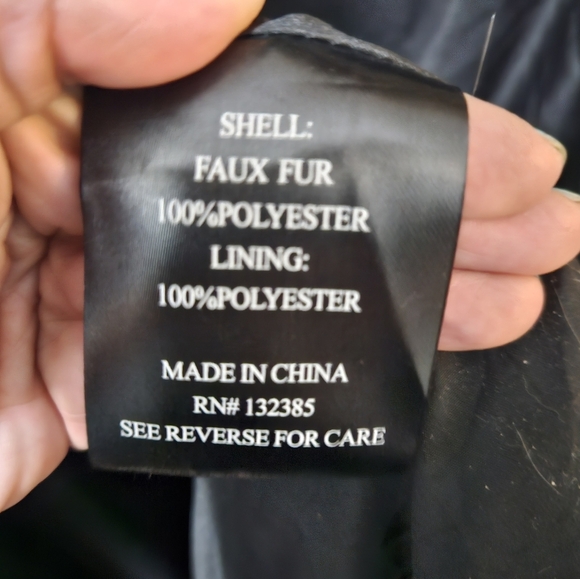 SHELL:
FAUX FUR
100%POLYESTER
LINING:
100%POLYESTER
MADE IN CHINA
RN# 132385
SEE REVERSE FOR CARE